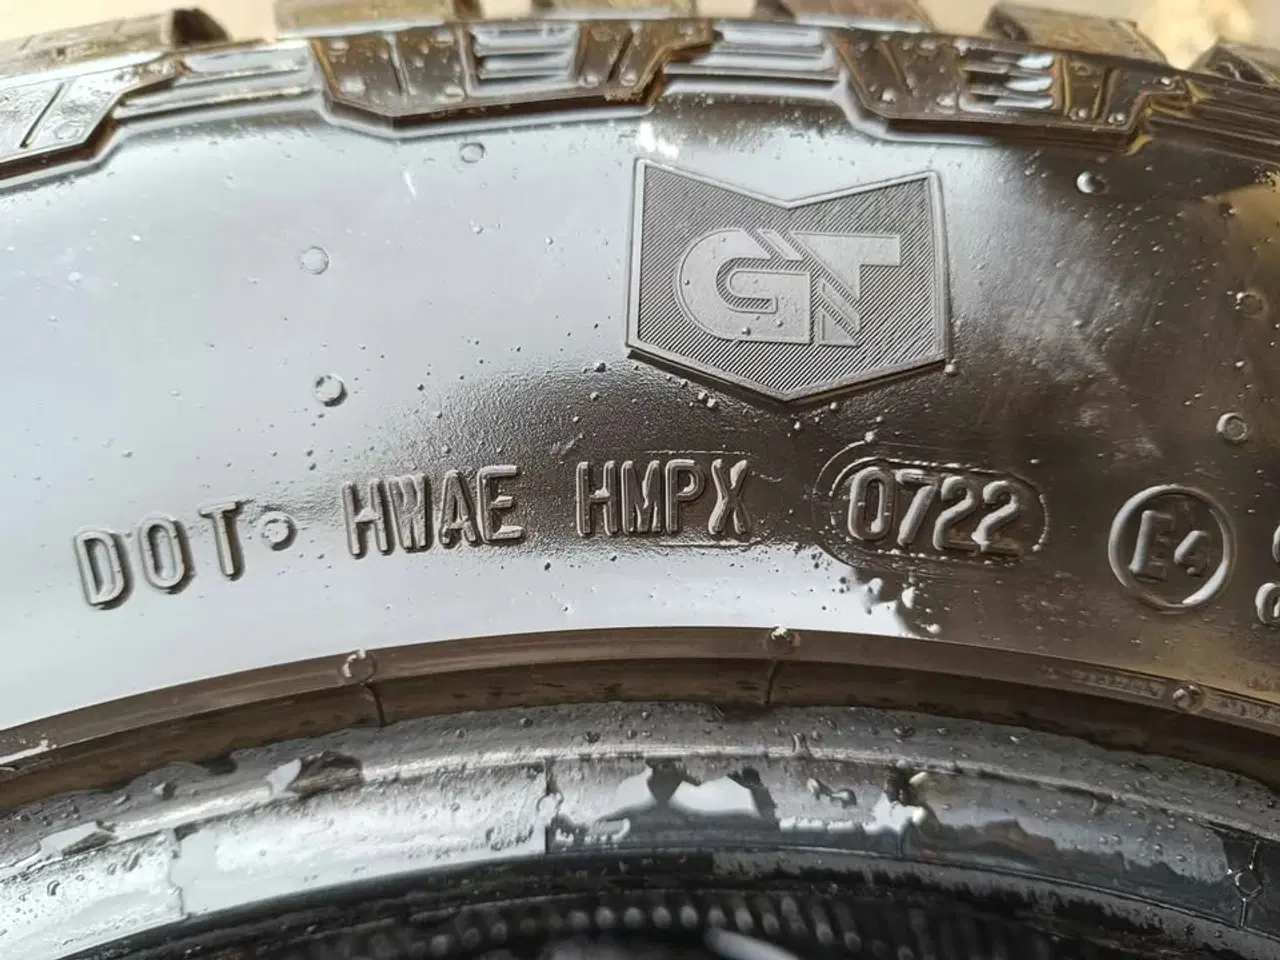 GT
DOT HWAE HMPX 0722 E4